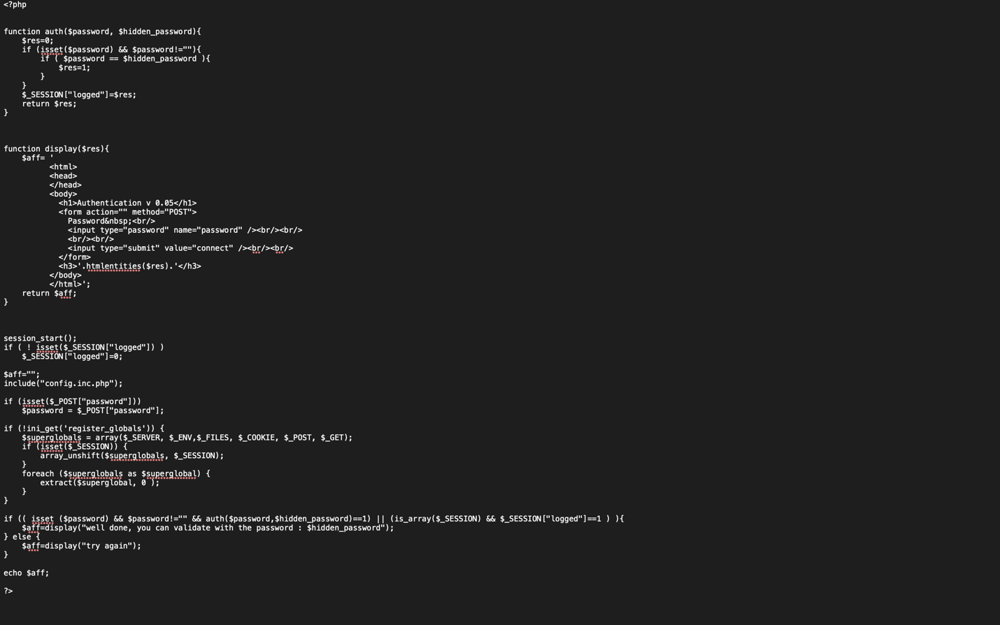 <?php
function auth($password, $hidden_password){
    $res=0;
    if (isset($password) && $password!=""){
        if ( $password == $hidden_password ){
            $res=1;
        }
    }
    $_SESSION["logged"]=$res;
    return $res;
}
function display($res){
    $aff= '
          <html>
          <head>
          </head>
          <body>
            <h1>Authentication v 0.05</h1>
            <form action="" method="POST">
              Password&nbsp;<br/>
              <input type="password" name="password" /><br/><br/>
              <br/><br/>
              <input type="submit" value="connect" /><br/><br/>
            </form>
            <h3>'.htmlentities($res).'</h3>
          </body>
          </html>';
    return $aff;
}
session_start();
if ( ! isset($_SESSION["logged"]) )
    $_SESSION["logged"]=0;
$aff="";
include("config.inc.php");
if (isset($_POST["password"]))
    $password = $_POST["password"];
if (!ini_get('register_globals')) {
    $superglobals = array($_SERVER, $_ENV,$_FILES, $_COOKIE, $_POST, $_GET);
    if (isset($_SESSION)) {
        array_unshift($superglobals, $_SESSION);
    }
    foreach ($superglobals as $superglobal) {
        extract($superglobal, 0 );
    }
}
if (( isset ($password) && $password!="" && auth($password,$hidden_password)==1) || (is_array($_SESSION) && $_SESSION["logged"]==1 ) ){
    $aff=display("well done, you can validate with the password : $hidden_password");
} else {
    $aff=display("try again");
}
echo $aff;
?>